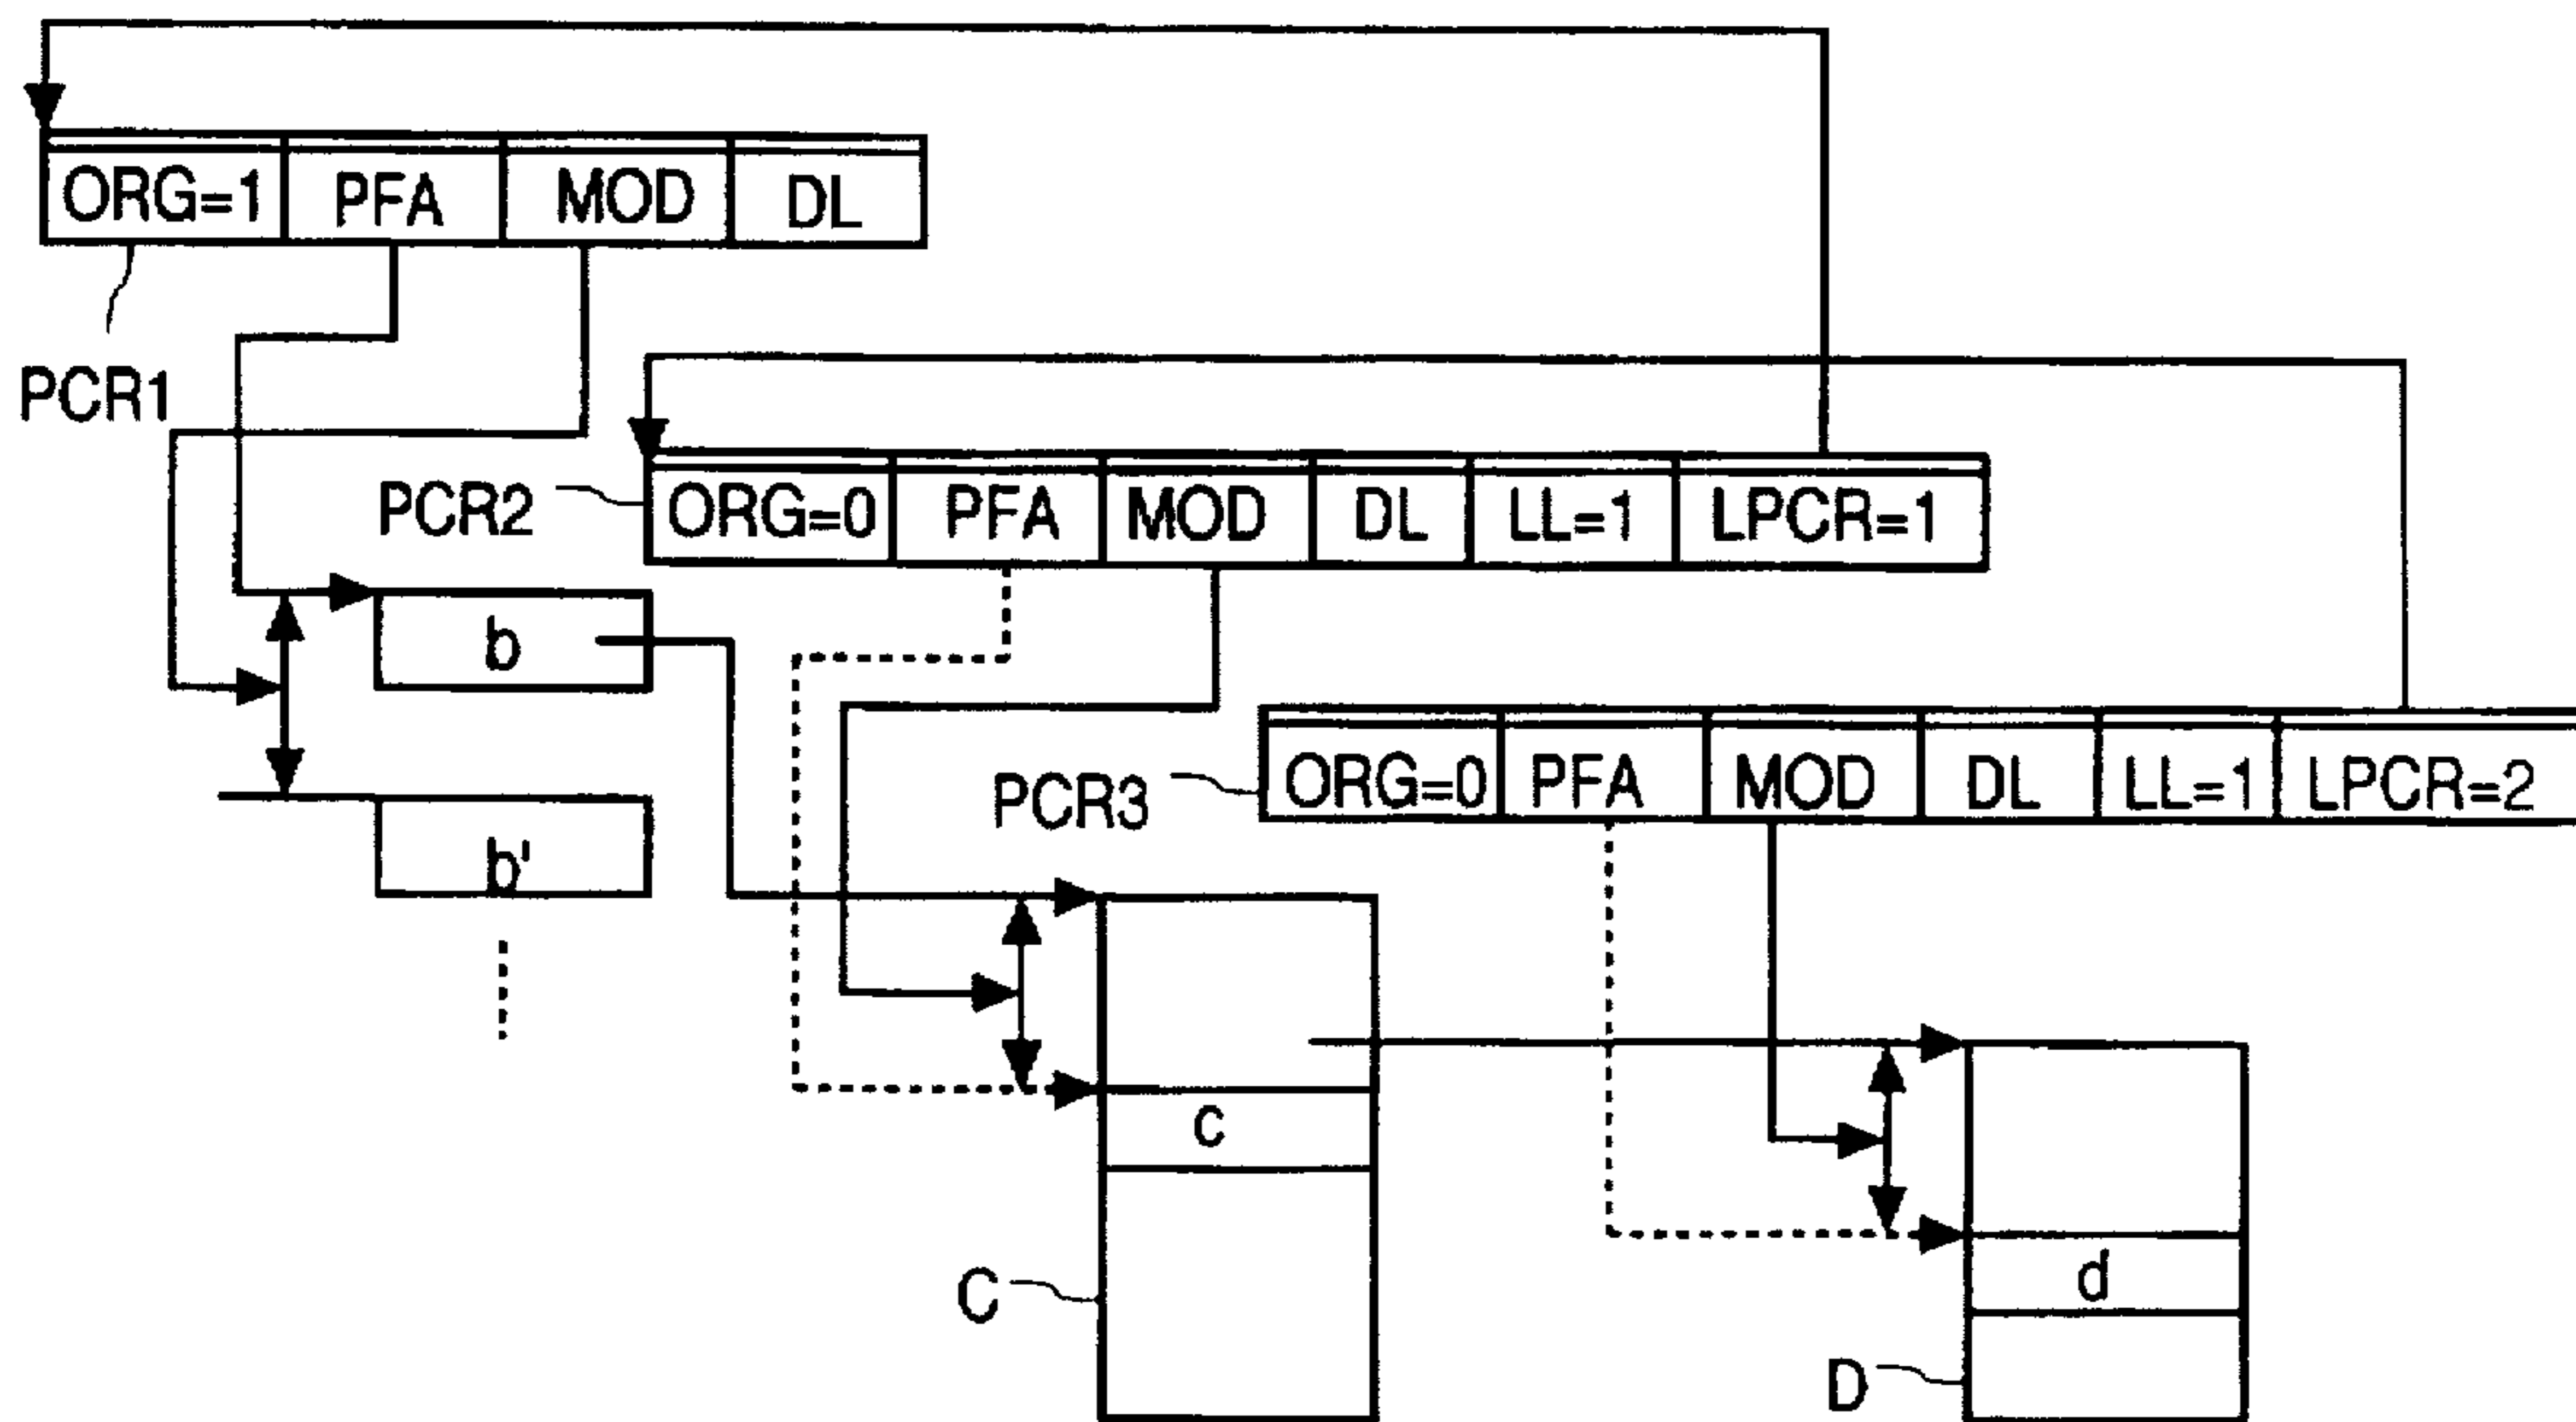 ORG=1 PFA MOD DL
PCR1
PCR2 ORG=0 PFA MOD DL LL=1 LPCR=1
b
PCR3 ORG=0 PFA MOD DL LL=1 LPCR=2
b'
c
C
d
D